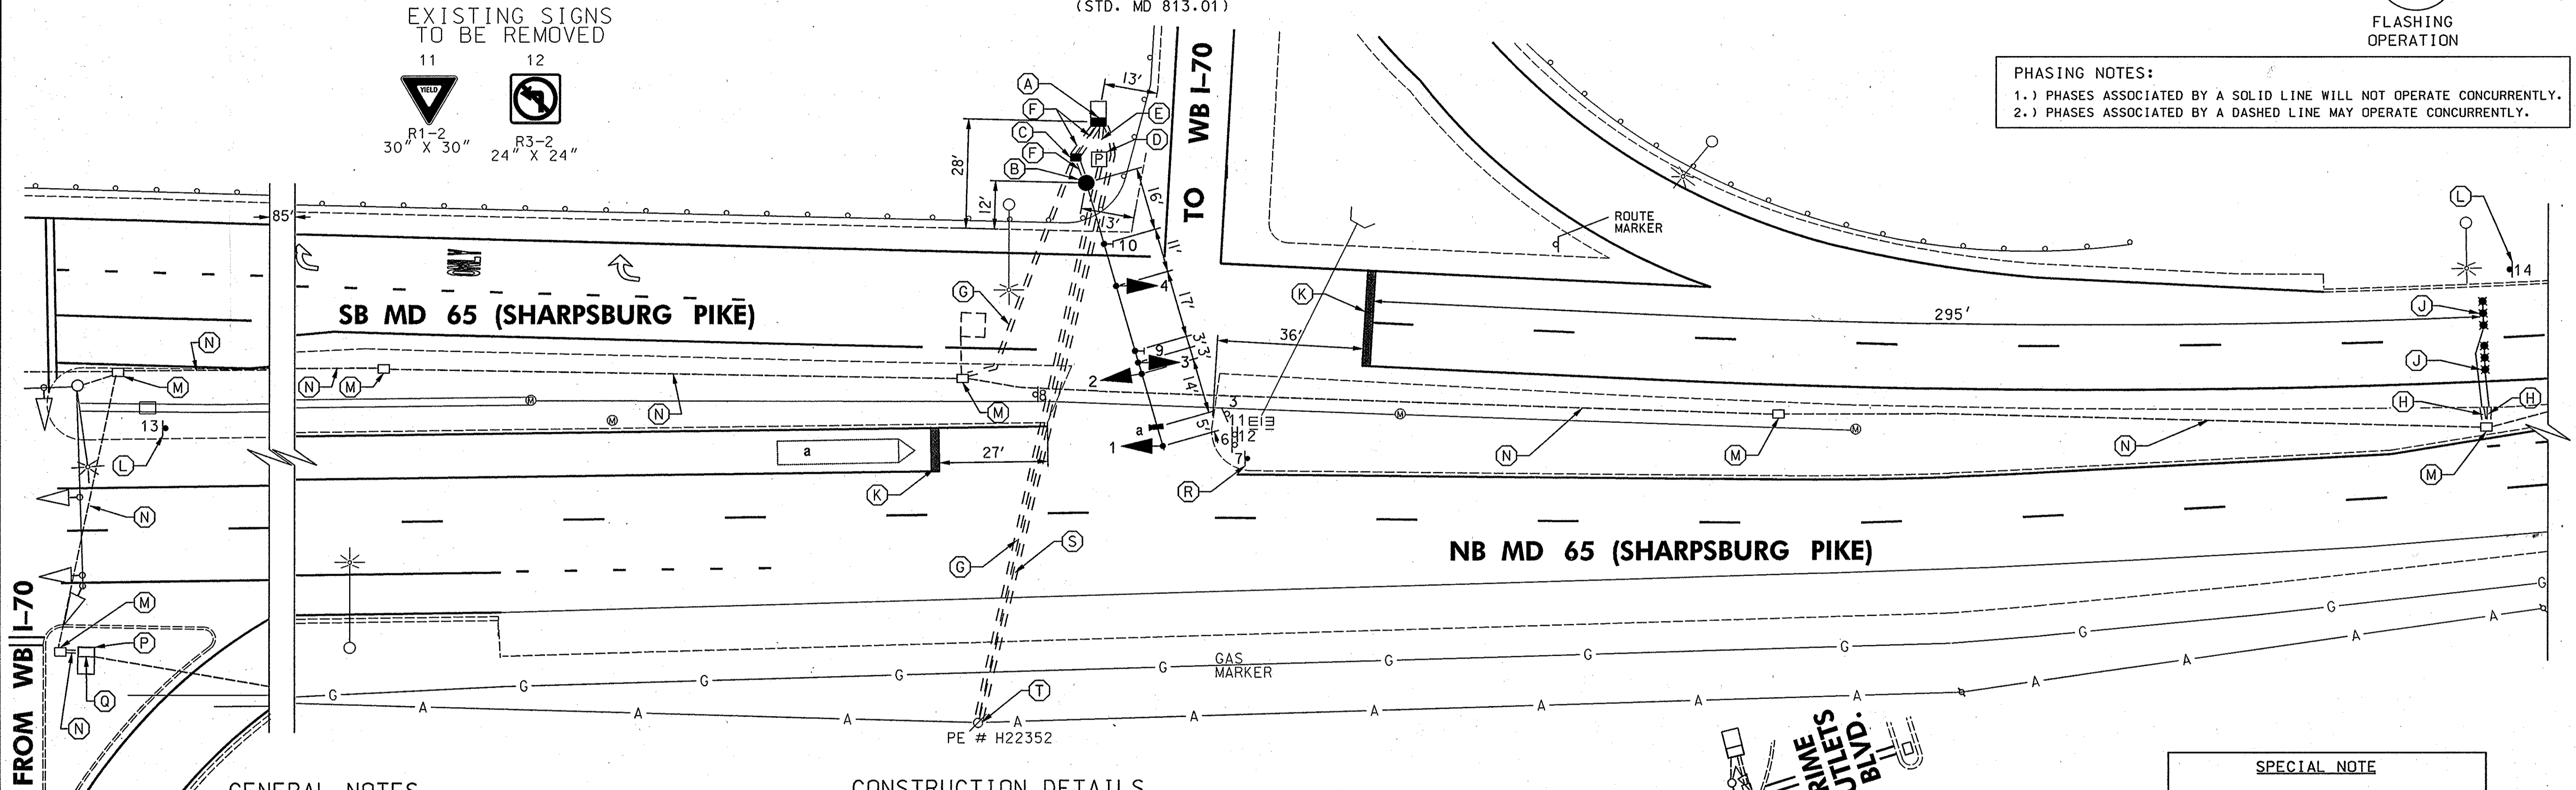 (STD. MD 813.01)
EXISTING SIGNS
TO BE REMOVED
11
12
YIELD
R1-2
30" X 30"
R3-2
24" X 24"
FLASHING
OPERATION
PHASING NOTES:
1.) PHASES ASSOCIATED BY A SOLID LINE WILL NOT OPERATE CONCURRENTLY.
2.) PHASES ASSOCIATED BY A DASHED LINE MAY OPERATE CONCURRENTLY.
A
13'
F
E
C
D
F
P
B
28'
12'
16'
13'
10
11'
TO WB I-70
85'
ONLY
SB MD 65 (SHARPSBURG PIKE)
G
4
17'
K
295'
ROUTE
MARKER
L
14
J
J
N
N
M
N
M
M
M
M
9
3'
3'
3
2
14'
36'
8
3
11
12
6
7
5'
a
1
13
L
a
27'
K
R
N
M
M
N
H
H
M
N
G
S
NB MD 65 (SHARPSBURG PIKE)
M
P
Q
N
FROM WB I-70
G G G G G G G G G G G
GAS
MARKER
A A A A A A A A A A A A
T
PE # H22352
GENERAL NOTES
CONSTRUCTION DETAILS
BLVD.
SPECIAL NOTE